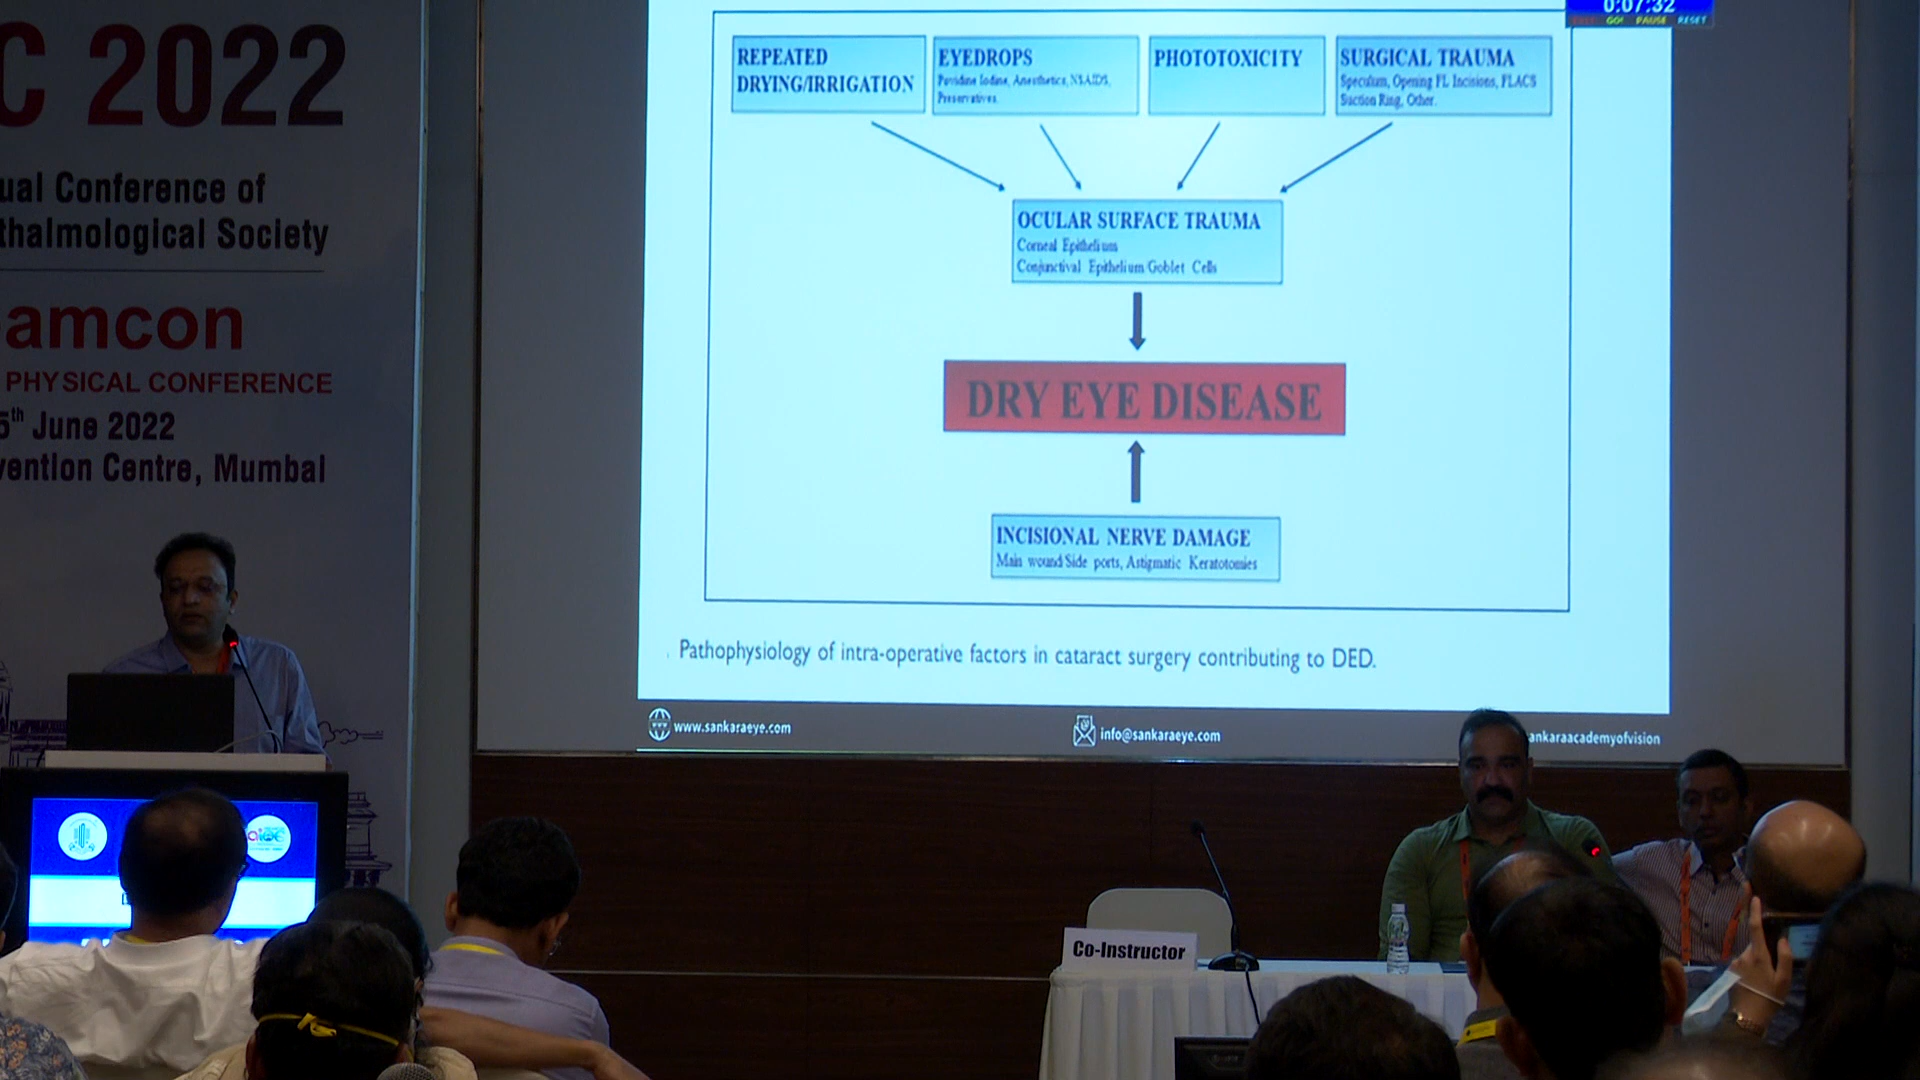 C 2022
ual Conference of
thalmological Society
amcon
PHYSICAL CONFERENCE
5th June 2022
vention Centre, Mumbai
0:07:32
GO! PAUSE RESET
REPEATED
DRYING/IRRIGATION
EYEDROPS
Povidine Iodine, Anesthetics, NSAIDS,
Preservatives.
PHOTOTOXICITY
SURGICAL TRAUMA
Speculum, Opening FL Incisions, FLACS
Suction Ring, Other.
OCULAR SURFACE TRAUMA
Corneal Epithelium
Conjunctival Epithelium/Goblet Cells
DRY EYE DISEASE
INCISIONAL NERVE DAMAGE
Main wound/Side ports, Astigmatic Keratotomies
Pathophysiology of intra-operative factors in cataract surgery contributing to DED.
www.sankaraeye.com
info@sankaraeye.com
ankaraacademyofvision
Co-Instructor